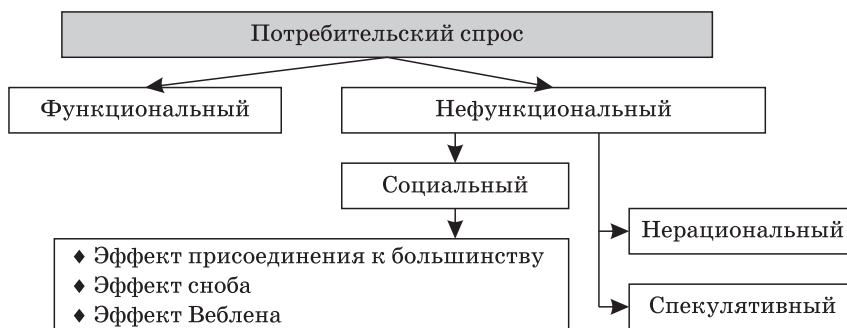 Потребительский спрос
Функциональный
Нефункциональный
Социальный
Нерациональный
♦ Эффект присоединения к большинству
♦ Эффект сноба
♦ Эффект Веблена
Спекулятивный